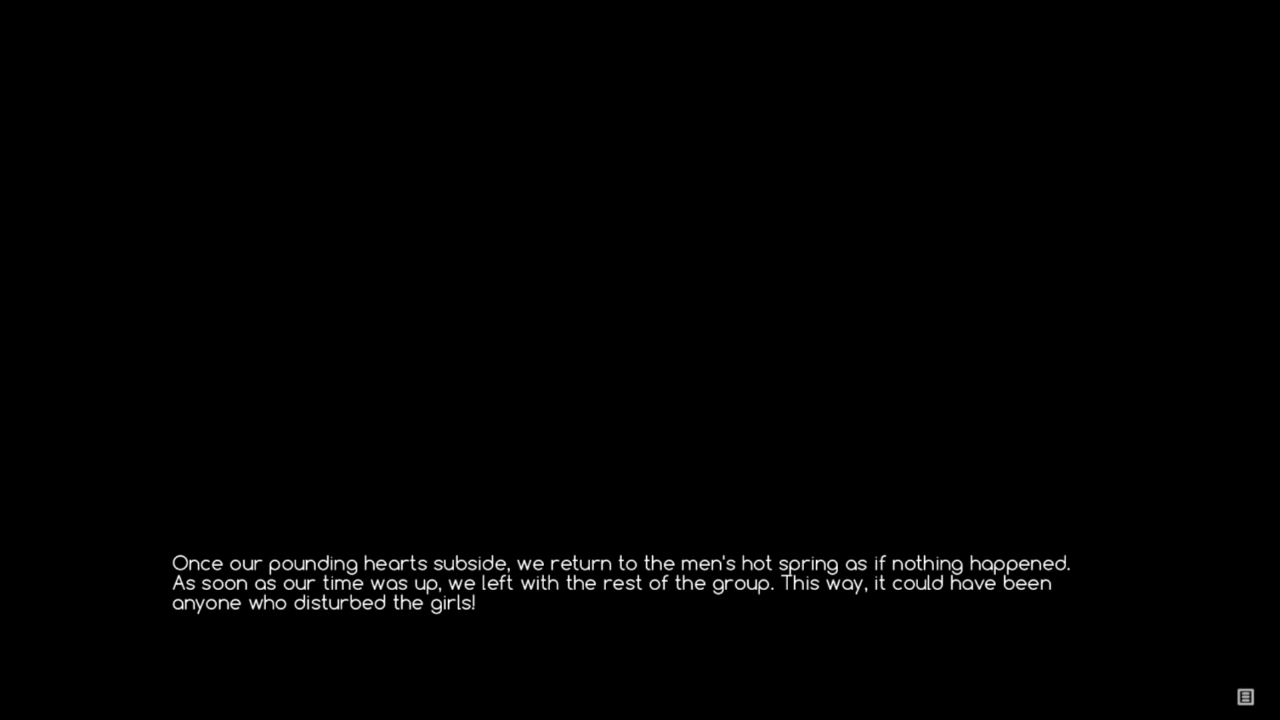 Once our pounding hearts subside, we return to the men's hot spring as if nothing happened.
As soon as our time was up, we left with the rest of the group. This way, it could have been
anyone who disturbed the girls!